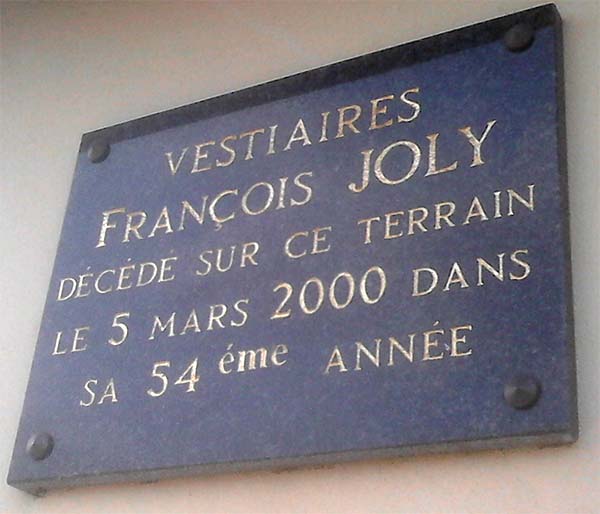 VESTIAIRES
FRANÇOIS JOLY
DÉCÉDÉ SUR CE TERRAIN
LE 5 MARS 2000 DANS
SA 54 éme ANNÉE